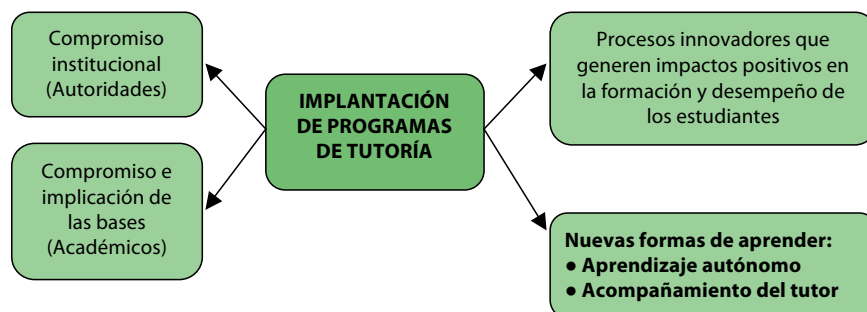 Compromiso
institucional
(Autoridades)
Compromiso e
implicación de
las bases
(Académicos)
IMPLANTACIÓN
DE PROGRAMAS
DE TUTORÍA
Procesos innovadores que
generen impactos positivos en
la formación y desempeño de
los estudiantes
Nuevas formas de aprender:
● Aprendizaje autónomo
● Acompañamiento del tutor